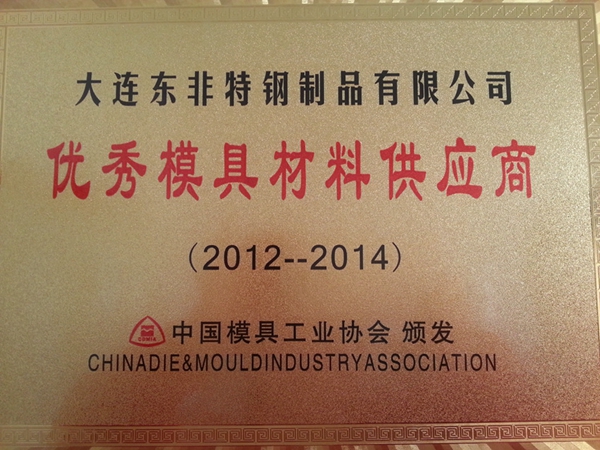 大连东非特钢制品有限公司
优秀模具材料供应商
（2012--2014）
中国模具工业协会 颁发
CHINADIE&MOULDINDUSTRYASSOCIATION